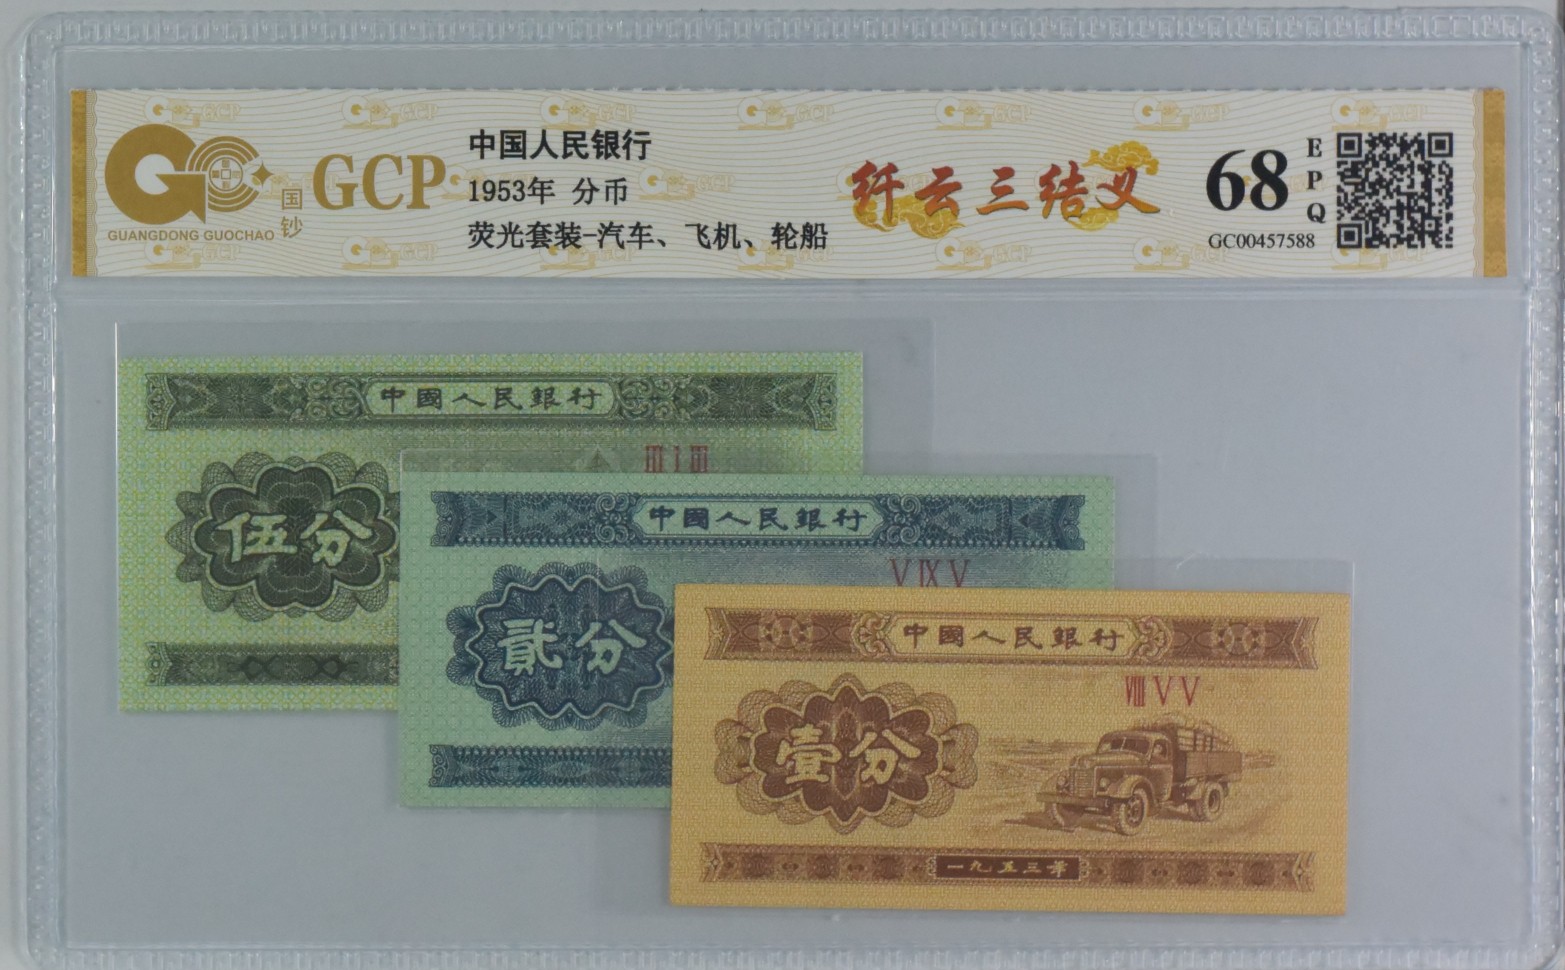 GUANGDONG GUOCHAO
国钞
GCP
中国人民银行
1953年 分币
荧光套装-汽车、飞机、轮船
纤云三结义
68
EPQ
GC00457588
中國人民銀行
III I III
伍分
中國人民銀行
V IX V
貳分
中國人民銀行
VIII V V
壹分
一九五三年